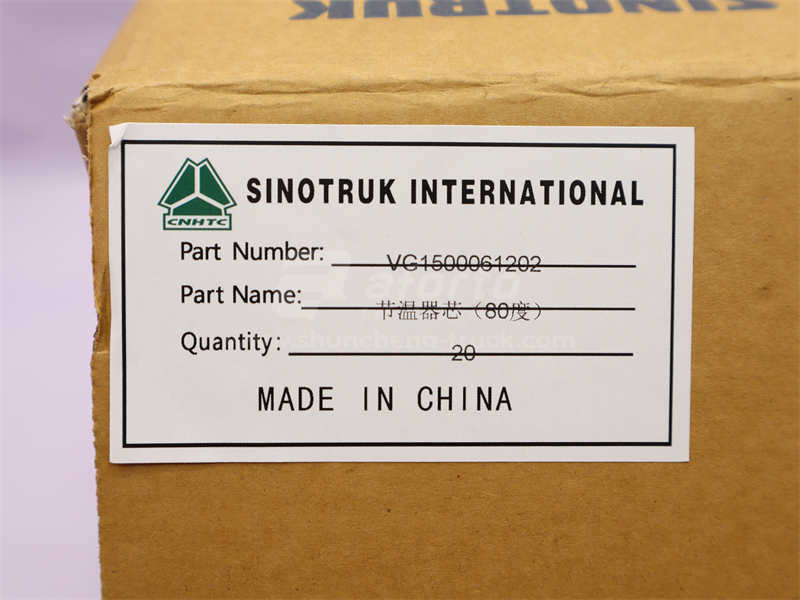 SINOTRUK
CNHTC
SINOTRUK INTERNATIONAL
Part Number: VG1500061202
Part Name: 节温器芯（80度）
Quantity: 20
MADE IN CHINA